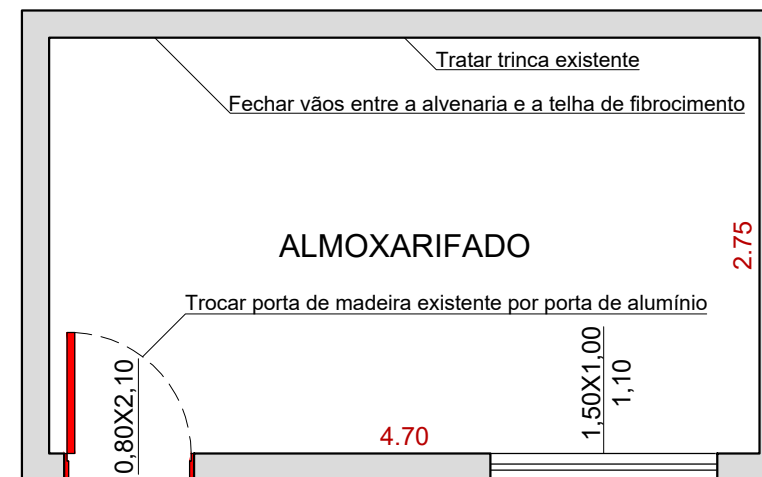 Tratar trinca existente
Fechar vãos entre a alvenaria e a telha de fibrocimento
ALMOXARIFADO
2.75
Trocar porta de madeira existente por porta de alumínio
0,80X2,10
1,50X1,00
1,10
4.70